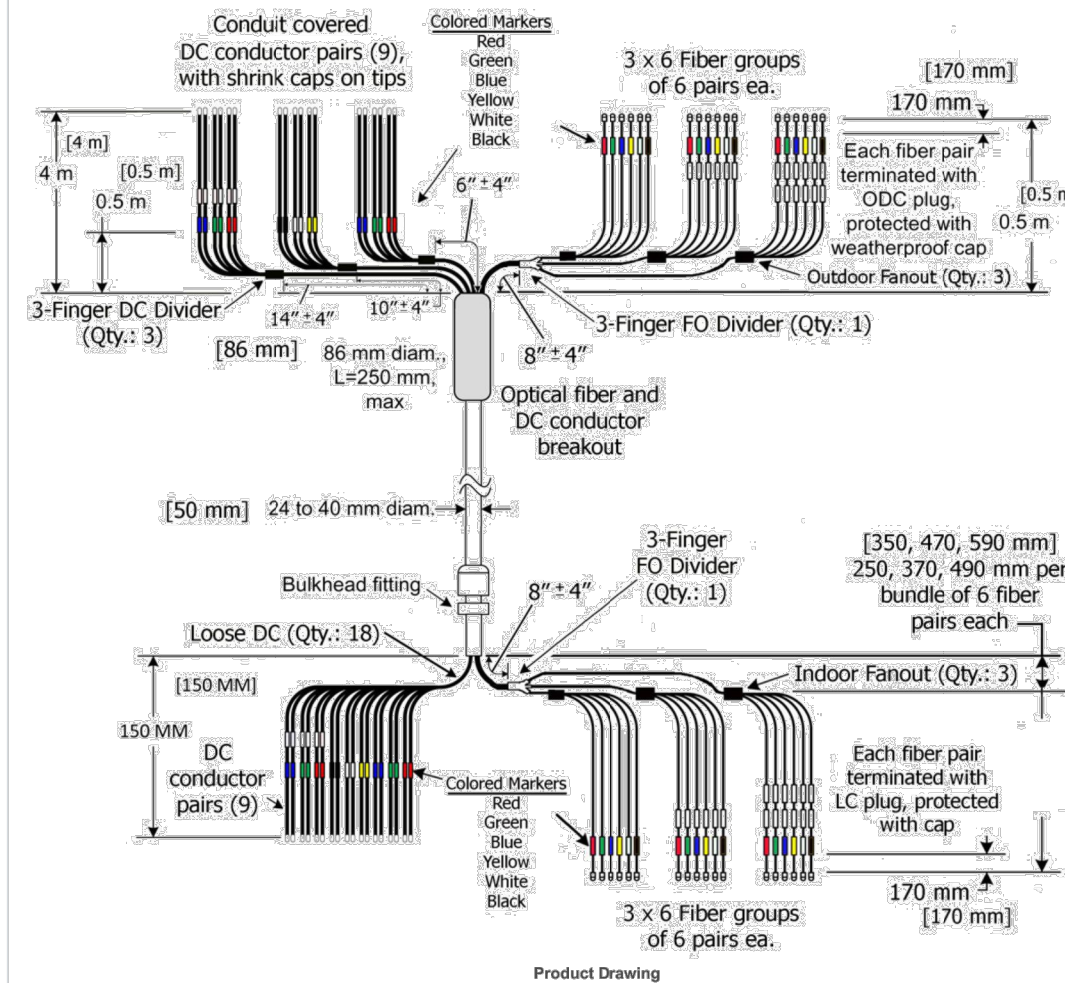 Conduit covered
DC conductor pairs (9),
with shrink caps on tips
Colored Markers
Red
Green
Blue
Yellow
White
Black
3 x 6 Fiber groups
of 6 pairs ea.
[170 mm]
170 mm
[4 m]
4 m
[0.5 m]
0.5 m
6" ± 4"
Each fiber pair
terminated with
ODC plug,
protected with
weatherproof cap
[0.5 m
0.5 m
Outdoor Fanout (Qty.: 3)
3-Finger DC Divider
(Qty.: 3)
14" ± 4"
10" ± 4"
3-Finger FO Divider (Qty.: 1)
8" ± 4"
[86 mm]
86 mm diam.,
L=250 mm,
max
Optical fiber and
DC conductor
breakout
[50 mm]
24 to 40 mm diam.
3-Finger
FO Divider
(Qty.: 1)
[350, 470, 590 mm]
250, 370, 490 mm per
bundle of 6 fiber
pairs each
Bulkhead fitting
8" ± 4"
Loose DC (Qty.: 18)
Indoor Fanout (Qty.: 3)
[150 MM]
150 MM
DC
conductor
pairs (9)
Colored Markers
Red
Green
Blue
Yellow
White
Black
Each fiber pair
terminated with
LC plug, protected
with cap
170 mm
[170 mm]
3 x 6 Fiber groups
of 6 pairs ea.
Product Drawing